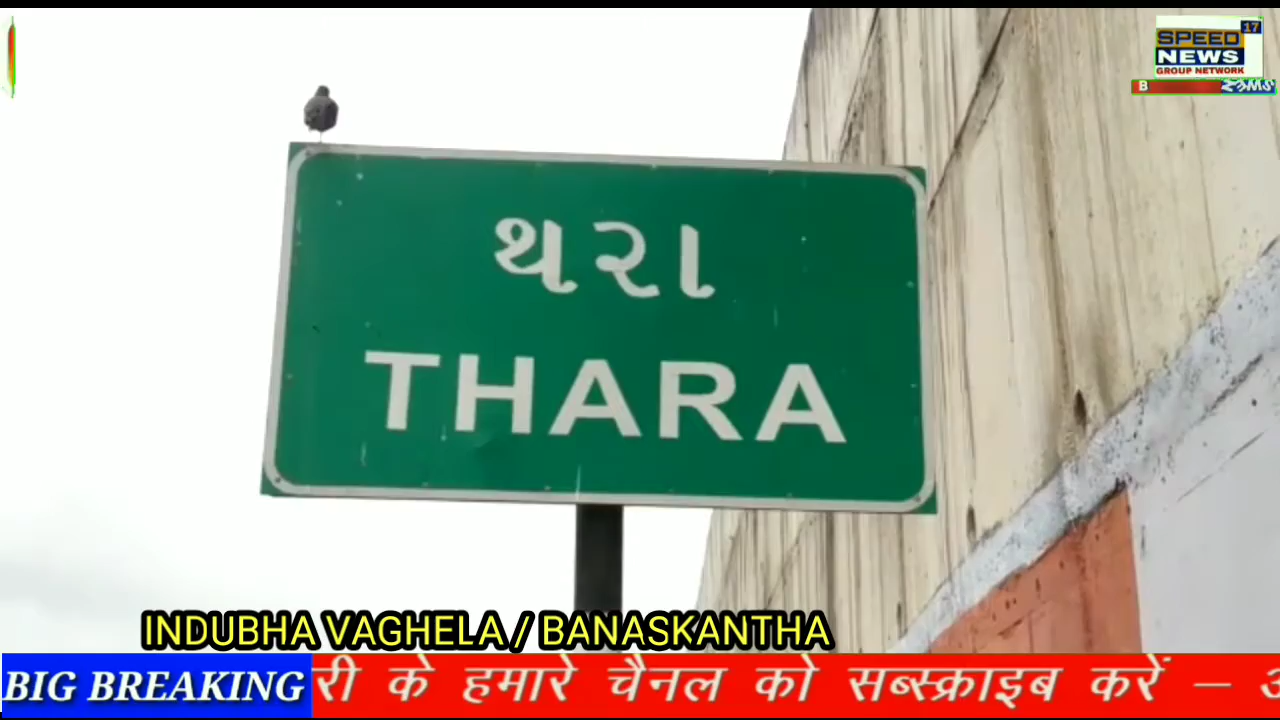 SPEED 17
NEWS
GROUP NETWORK
થરા
THARA
INDUBHA VAGHELA / BANASKANTHA
BIG BREAKING
री के हमारे चैनल को सब्स्क्राइब करें –